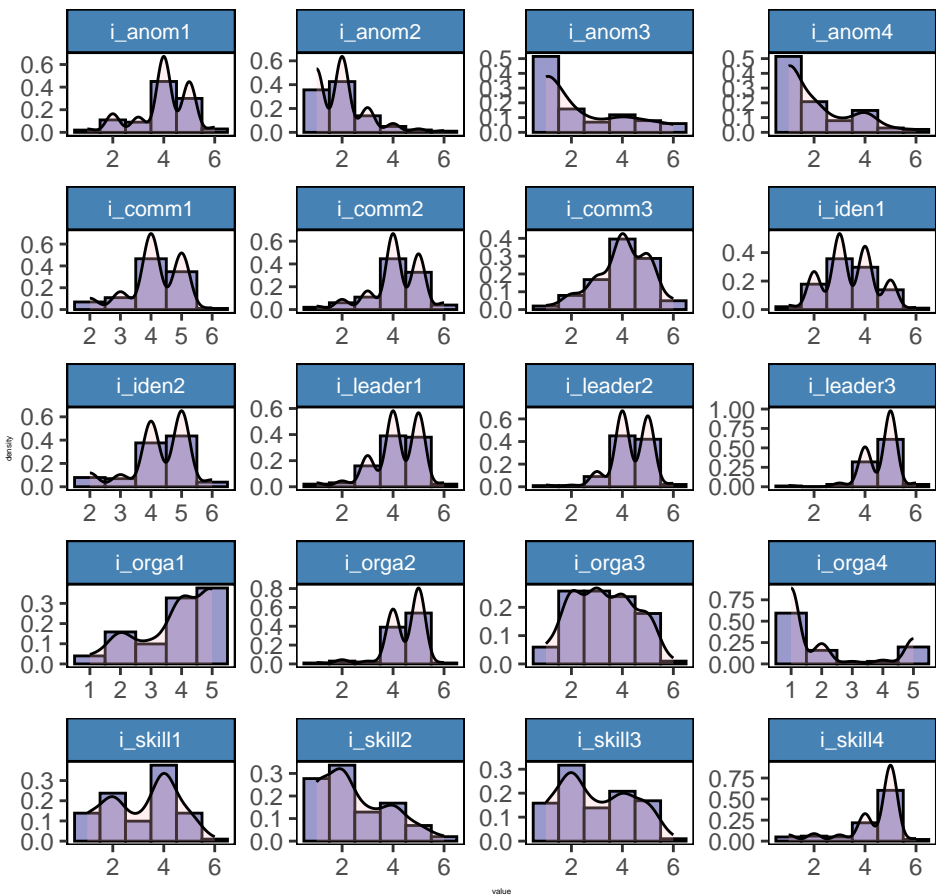 i_anom1 i_anom2 i_anom3 i_anom4
0.6 0.6 0.5 0.5
0.4 0.4 0.4 0.4
0.2 0.2 0.3 0.3
0.0 0.0 0.2 0.2
0.1 0.1
0.0 0.0
2 4 6 2 4 6 2 4 6 2 4 6
i_comm1 i_comm2 i_comm3 i_iden1
0.6 0.6 0.4 0.4
0.4 0.4 0.3 0.2
0.2 0.2 0.2 0.0
0.0 0.0 0.1
0.0
2 3 4 5 6 2 4 6 2 4 6 2 4 6
i_iden2 i_leader1 i_leader2 i_leader3
0.6 0.6 0.6 1.00
0.4 0.4 0.4 0.75
0.2 0.2 0.2 0.50
0.0 0.0 0.0 0.25
0.00
2 3 4 5 6 2 4 6 2 4 6 2 4 6
density
i_orga1 i_orga2 i_orga3 i_orga4
0.3 0.8 0.2 0.75
0.2 0.6 0.1 0.50
0.1 0.4 0.0 0.25
0.0 0.2 0.00
0.0
1 2 3 4 5 2 4 6 2 4 6 1 2 3 4 5
i_skill1 i_skill2 i_skill3 i_skill4
0.3 0.3 0.3 0.75
0.2 0.2 0.2 0.50
0.1 0.1 0.1 0.25
0.0 0.0 0.0 0.00
2 4 6 2 4 6 2 4 6 2 4 6
value